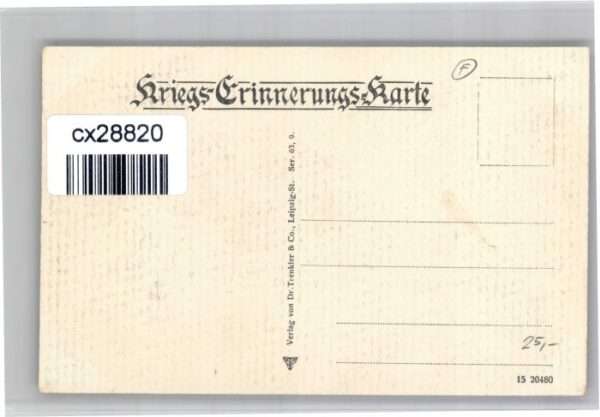 Kriegs-Erinnerungs-Karte
F
cx28820
Verlag von Dr. Trenkler & Co., Leipzig-St. Ser. 63, 9.
25,-
15 20480